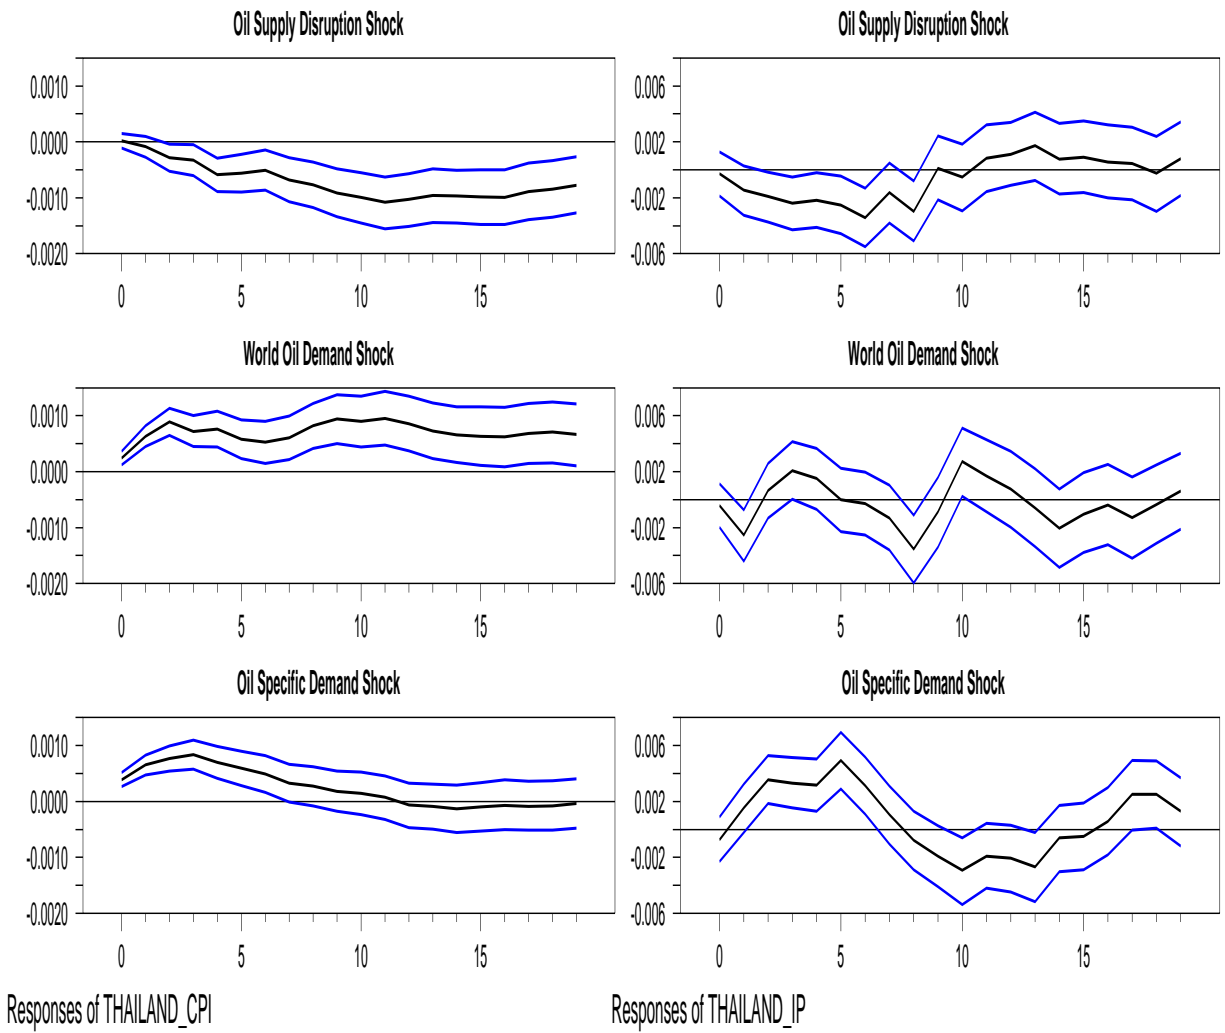 Oil Supply Disruption Shock
0.0010
0.0000
-0.0010
-0.0020
0 5 10 15
Oil Supply Disruption Shock
0.006
0.002
-0.002
-0.006
0 5 10 15
World Oil Demand Shock
0.0010
0.0000
-0.0010
-0.0020
0 5 10 15
World Oil Demand Shock
0.006
0.002
-0.002
-0.006
0 5 10 15
Oil Specific Demand Shock
0.0010
0.0000
-0.0010
-0.0020
0 5 10 15
Oil Specific Demand Shock
0.006
0.002
-0.002
-0.006
0 5 10 15
Responses of THAILAND_CPI
Responses of THAILAND_IP